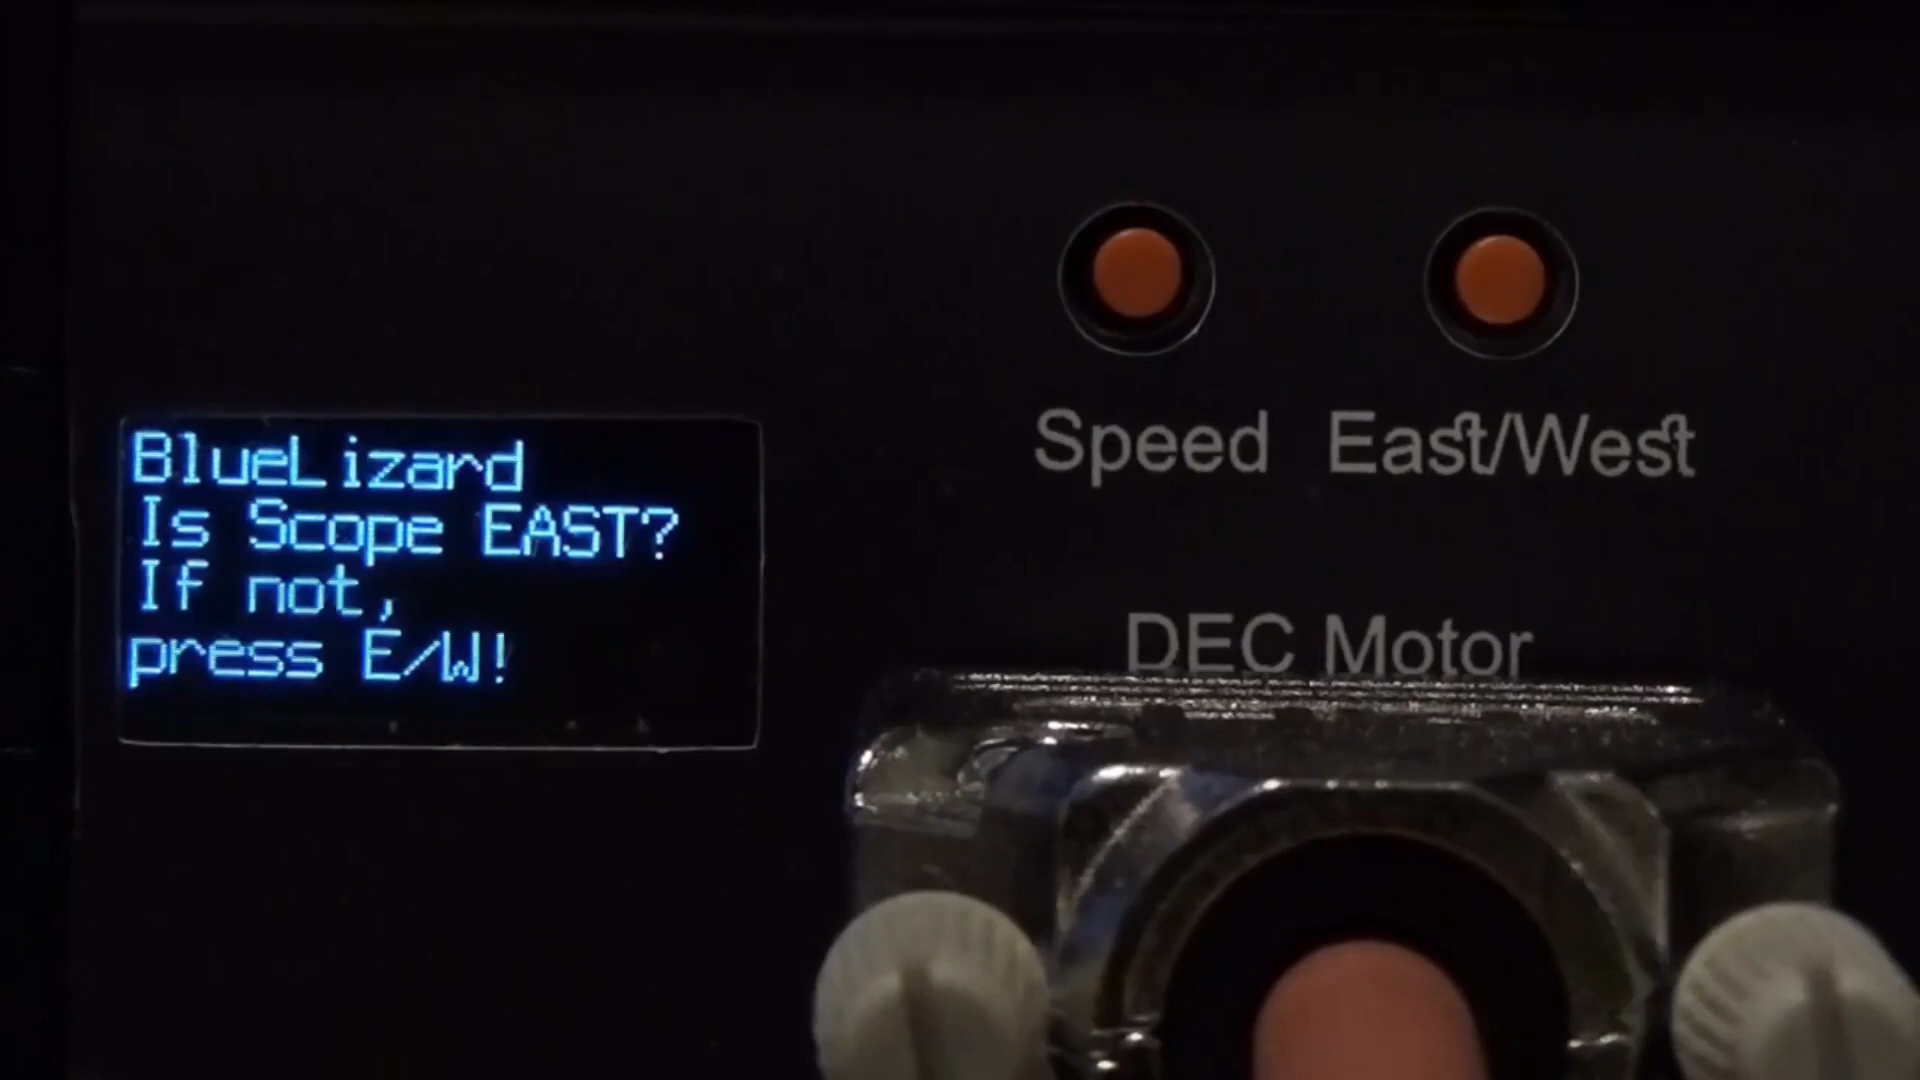 BlueLizard
Is Scope EAST?
If not,
press E/W!
Speed East/West
DEC Motor